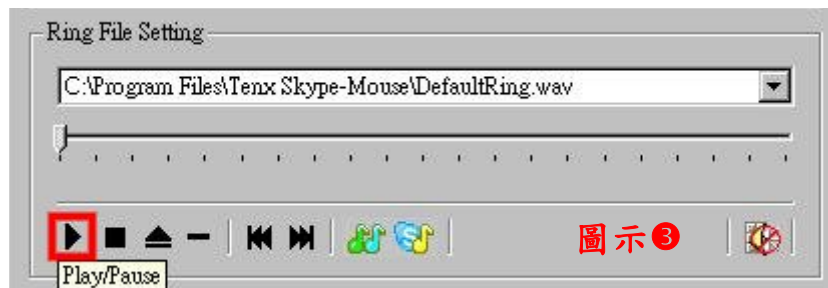 Ring File Setting
C:\Program Files\Tenx Skype-Mouse\DefaultRing.wav
圖示❸
Play/Pause